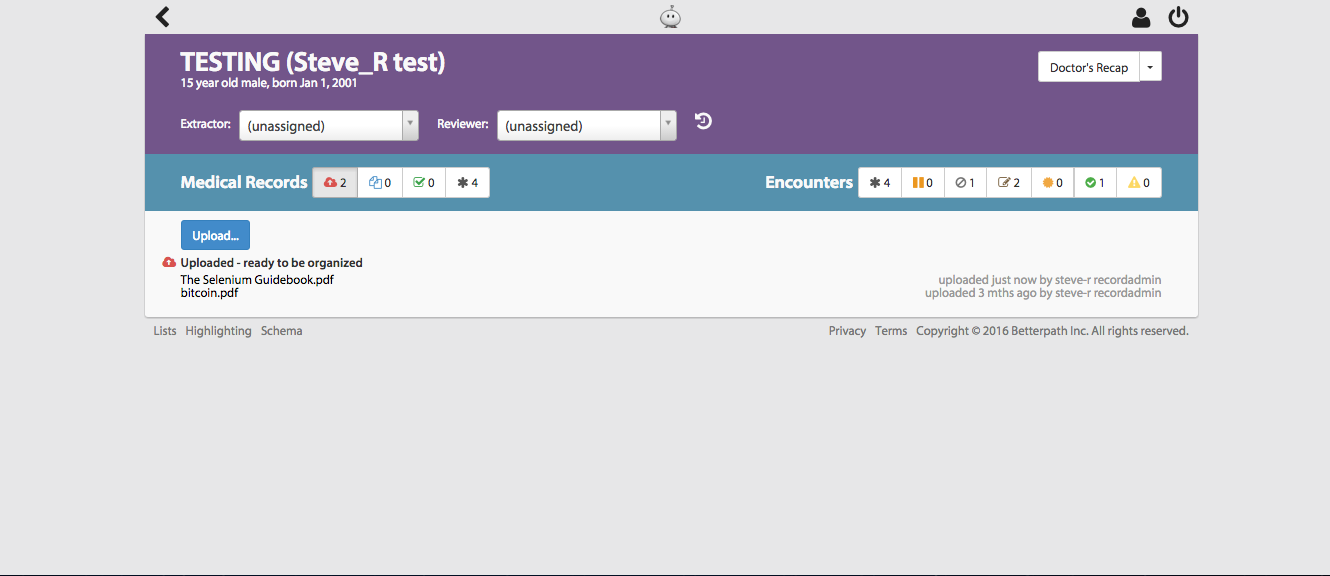 TESTING (Steve_R test)
15 year old male, born Jan 1, 2001
Doctor's Recap
Extractor: (unassigned) Reviewer: (unassigned)
Medical Records 2 0 0 4 Encounters 4 0 1 2 0 1 0
Upload...
Uploaded - ready to be organized
The Selenium Guidebook.pdf uploaded just now by steve-r recordadmin
bitcoin.pdf uploaded 3 mths ago by steve-r recordadmin
Lists Highlighting Schema Privacy Terms Copyright © 2016 Betterpath Inc. All rights reserved.